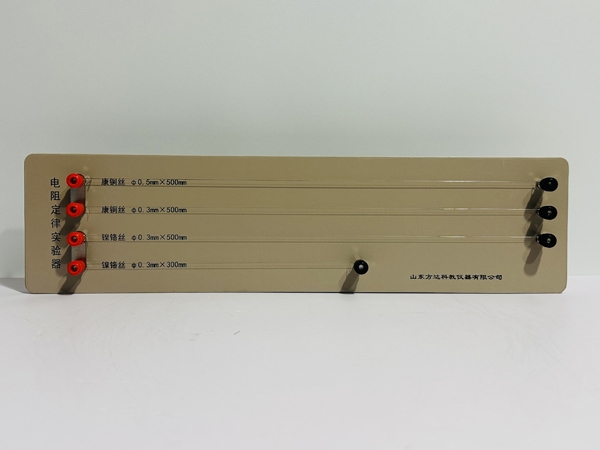 电阻定律实验器
康铜丝 φ0.5mm×500mm
康铜丝 φ0.3mm×500mm
镍铬丝 φ0.3mm×500mm
镍铬丝 φ0.3mm×300mm
山东方达科教仪器有限公司